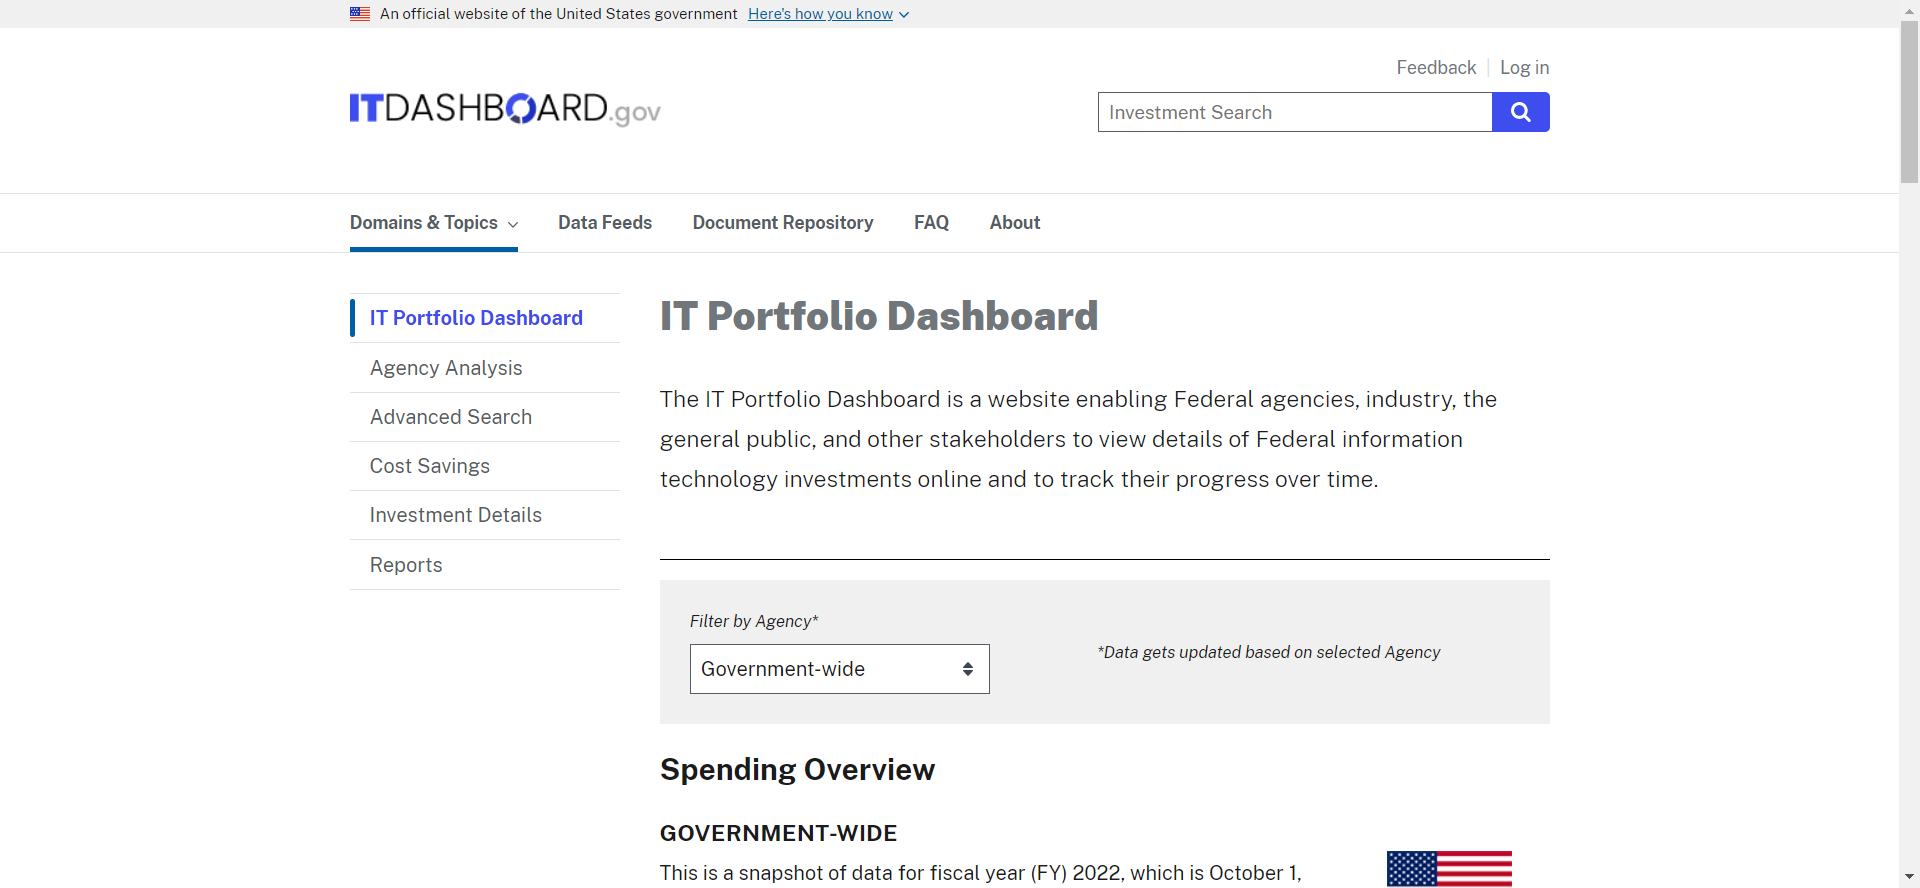 An official website of the United States government Here's how you know
Feedback Log in
ITDASHBOARD.gov
Investment Search
Domains & Topics Data Feeds Document Repository FAQ About
IT Portfolio Dashboard
Agency Analysis
Advanced Search
Cost Savings
Investment Details
Reports
IT Portfolio Dashboard
The IT Portfolio Dashboard is a website enabling Federal agencies, industry, the
general public, and other stakeholders to view details of Federal information
technology investments online and to track their progress over time.
Filter by Agency*
Government-wide
*Data gets updated based on selected Agency
Spending Overview
GOVERNMENT-WIDE
This is a snapshot of data for fiscal year (FY) 2022, which is October 1,